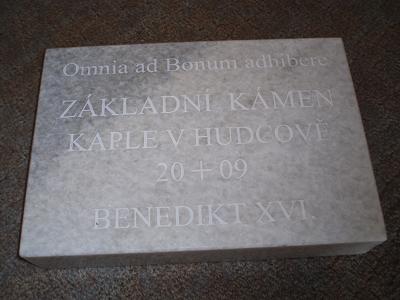 Omnia ad Bonum adhibere
ZÁKLADNÍ KÁMEN
KAPLE V HUDCOVĚ
20 + 09
BENEDIKT XVI.